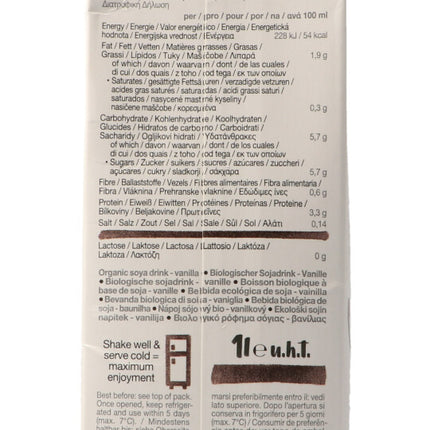 Διατροφική Δήλωση
per / pro / pour / por / na / ανά 100 ml
Energy / Energie / Valor energético / Energia / Energetická
hodnota / Energijska vrednost / Ενέργεια 228 kJ / 54 kcal
Fat / Fett / Vetten / Matières grasses / Grasas /
Grassi / Lípidos / Tuky / Maščobe / Λιπαρά 1,9 g
of which / davon / waarvan / dont / de las cuales /
di cui / dos quais / z toho / od tega / εκ των οποίων
• Saturates / gesättigte Fettsäuren / verzadigde vetzuren /
acides gras saturés / saturadas / acidi grassi saturi /
saturados / nasycené mastné kyseliny /
nasičene maščobe / κορεσμένα 0,3 g
Carbohydrate / Kohlenhydrate / Koolhydraten /
Glucides / Hidratos de carbono / Carboidrati /
Sacharidy / Ogljikovi hidrati / Υδατάνθρακες 5,7 g
of which / davon / waarvan / dont / de los cuales /
di cui / dos quais / z toho / od tega / εκ των οποίων
• Sugars / Zucker / suikers / sucres / azúcares / zuccheri /
açúcares / cukry / sladkorji / σάκχαρα 5,7 g
Fibre / Ballaststoffe / Vezels / Fibres alimentaires / Fibra alimentaria /
Fibra / Vláknina / Prehranske vlaknine / Εδώδιμες ίνες 0,6 g
Protein / Eiweiß / Eiwitten / Protéines / Proteínas / Proteine /
Bílkoviny / Beljakovine / Πρωτεΐνες 3,3 g
Salt / Salz / Zout / Sel / Sal / Sale / Sůl / Sol / Αλάτι 0,14
Lactose / Laktose / Lactosa / Lattosio / Laktóza /
Laktoza / Λακτόζη 0 g
Organic soya drink - vanilla • Biologischer Sojadrink - Vanille
• Biologische sojadrink - vanille • Boisson biologique à
base de soja - vanille • Bebida ecológica de soja - vainilla
• Bevanda biologica di soia - vaniglia • Bebida biológica de
soja - baunilha • Nápoj sójový bio - vanilkový • Ekološki sojin
napitek - vanilija • Βιολογικό ρόφημα σόγιας - βανίλιας
Shake well &
serve cold =
maximum
enjoyment
1l e u.h.t.
Best before: see top of pack.
Once opened, keep refrigerated
and use within 5 days
(max. 7°C). / Mindestens
marsi preferibilmente entro il: vedi
sopra. Dopo l'apertura si
conserva in frigorifero per 5 giorni
(max. 7°C) / Consumir de preferên-